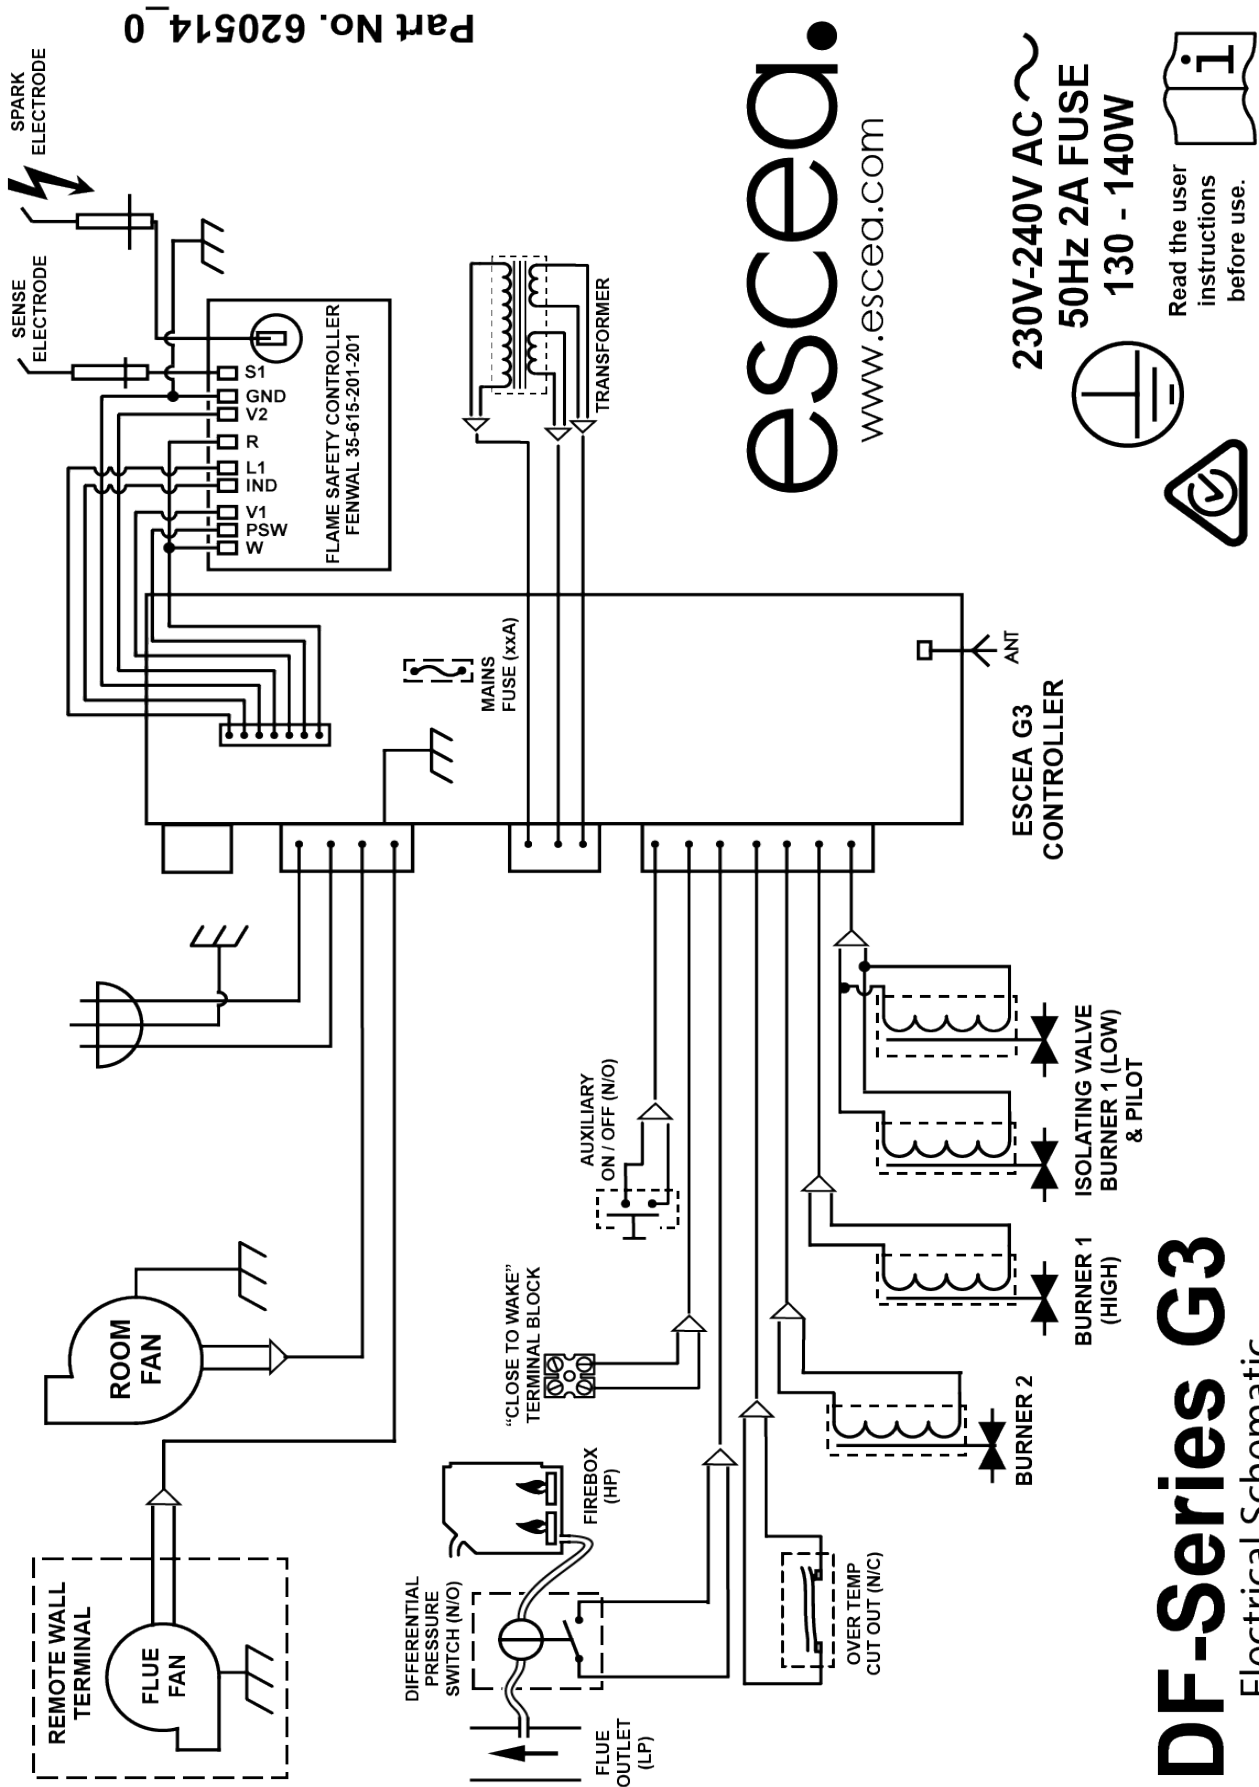 Part No. 620514_0
SPARK
ELECTRODE
SENSE
ELECTRODE
S1
GND
V2
R
L1
IND
V1
PSW
W
FLAME SAFETY CONTROLLER
FENWAL 35-615-201-201
TRANSFORMER
MAINS
FUSE (xxA)
ANT
ESCEA G3
CONTROLLER
escea.
www.escea.com
230V-240V AC
50Hz 2A FUSE
130 - 140W
Read the user
instructions
before use.
i
REMOTE WALL
TERMINAL
FLUE
FAN
ROOM
FAN
AUXILIARY
ON / OFF (N/O)
“CLOSE TO WAKE”
TERMINAL BLOCK
FIREBOX
(HP)
DIFFERENTIAL
PRESSURE
SWITCH (N/O)
FLUE
OUTLET
(LP)
OVER TEMP
CUT OUT (N/C)
BURNER 2
BURNER 1
(HIGH)
ISOLATING VALVE
BURNER 1 (LOW)
& PILOT
DF-Series G3
Electrical Schematic